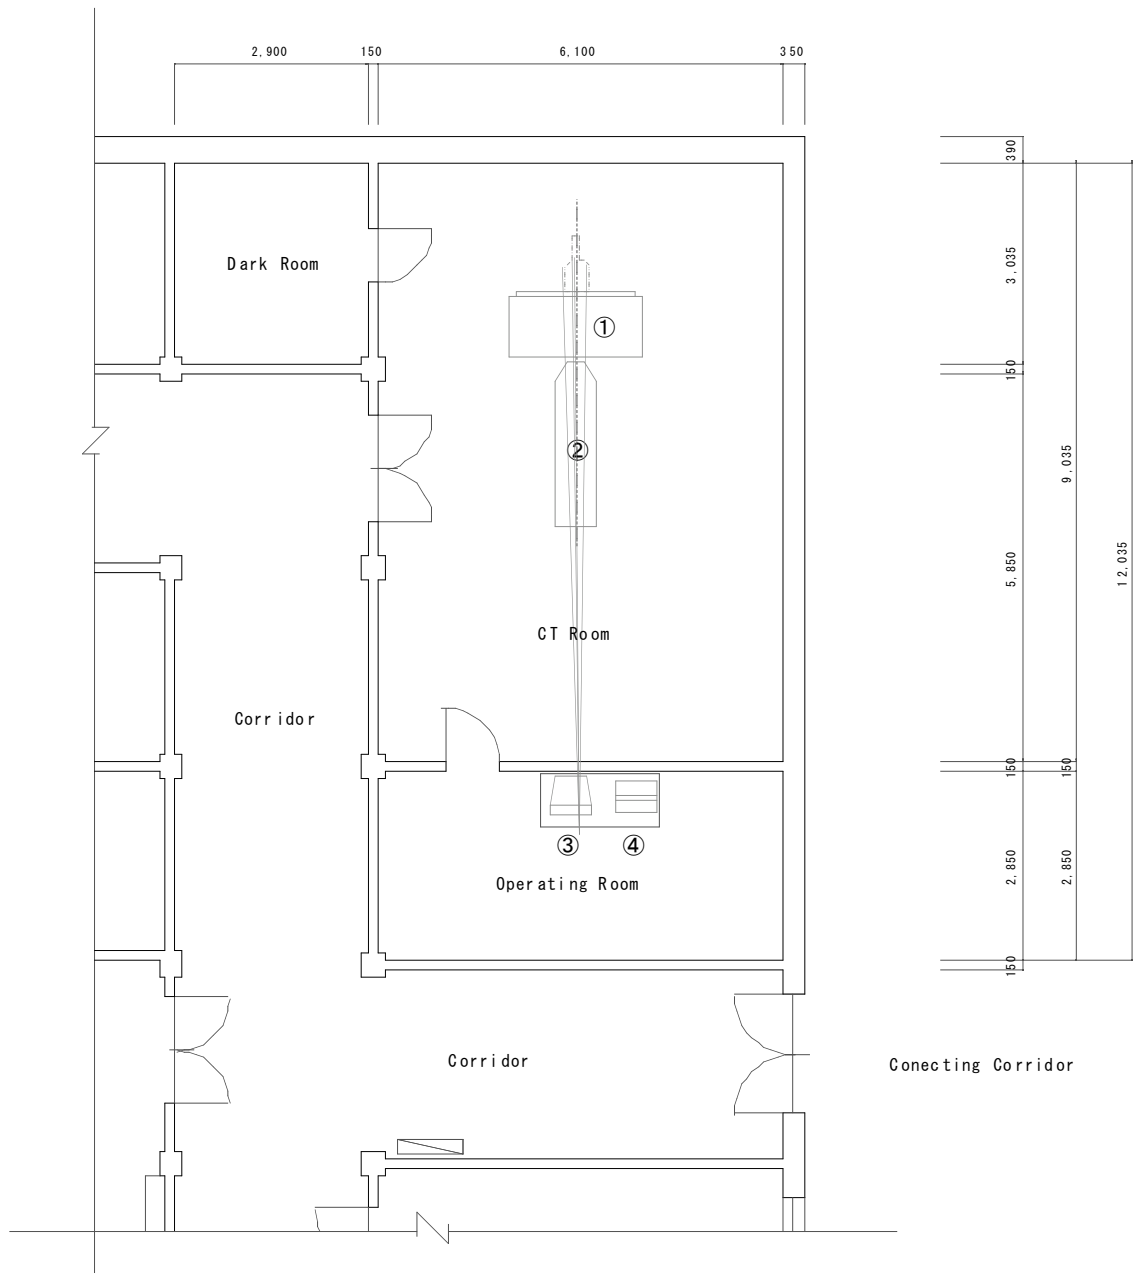 2,900 150 6,100 350
390
Dark Room
3,035
①
150
②
9,035
12,035
5,850
CT Room
Corridor
150 150
③ ④
2,850 2,850
Operating Room
150
Corridor
Conecting Corridor